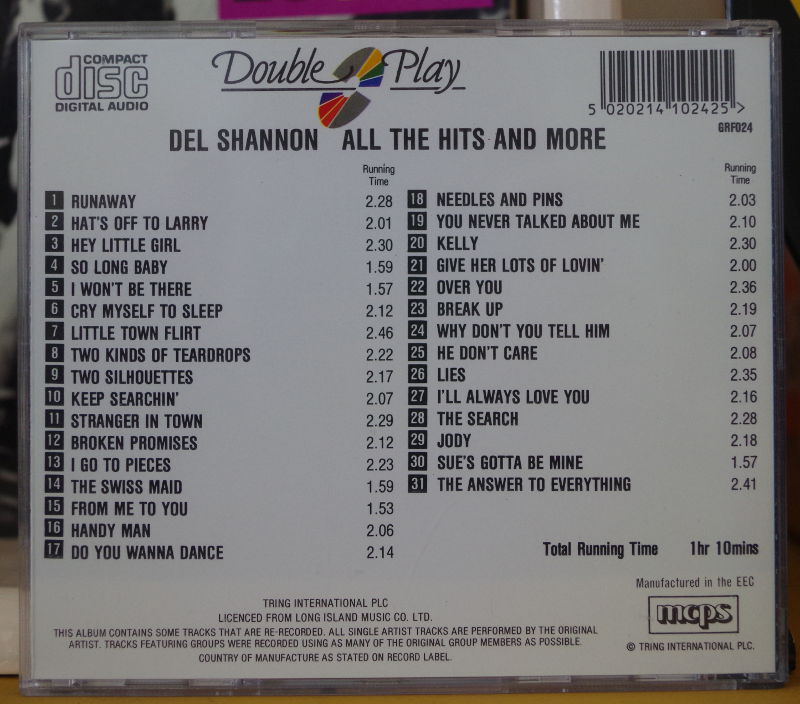 COMPACT
disc
DIGITAL AUDIO
Double Play
5 020214 102425 >
GRF024
DEL SHANNON ALL THE HITS AND MORE
Running
Time
1 RUNAWAY 2.28
2 HAT'S OFF TO LARRY 2.01
3 HEY LITTLE GIRL 2.30
4 SO LONG BABY 1.59
5 I WON'T BE THERE 1.57
6 CRY MYSELF TO SLEEP 2.12
7 LITTLE TOWN FLIRT 2.46
8 TWO KINDS OF TEARDROPS 2.22
9 TWO SILHOUETTES 2.17
10 KEEP SEARCHIN' 2.07
11 STRANGER IN TOWN 2.29
12 BROKEN PROMISES 2.12
13 I GO TO PIECES 2.23
14 THE SWISS MAID 1.59
15 FROM ME TO YOU 1.53
16 HANDY MAN 2.06
17 DO YOU WANNA DANCE 2.14
Running
Time
18 NEEDLES AND PINS 2.03
19 YOU NEVER TALKED ABOUT ME 2.10
20 KELLY 2.30
21 GIVE HER LOTS OF LOVIN' 2.00
22 OVER YOU 2.36
23 BREAK UP 2.19
24 WHY DON'T YOU TELL HIM 2.07
25 HE DON'T CARE 2.08
26 LIES 2.35
27 I'LL ALWAYS LOVE YOU 2.16
28 THE SEARCH 2.28
29 JODY 2.18
30 SUE'S GOTTA BE MINE 1.57
31 THE ANSWER TO EVERYTHING 2.41
Total Running Time 1hr 10mins
Manufactured in the EEC
mcps
© TRING INTERNATIONAL PLC.
TRING INTERNATIONAL PLC
LICENCED FROM LONG ISLAND MUSIC CO. LTD.
THIS ALBUM CONTAINS SOME TRACKS THAT ARE RE-RECORDED. ALL SINGLE ARTIST TRACKS ARE PERFORMED BY THE ORIGINAL
ARTIST. TRACKS FEATURING GROUPS WERE RECORDED USING AS MANY OF THE ORIGINAL GROUP MEMBERS AS POSSIBLE.
COUNTRY OF MANUFACTURE AS STATED ON RECORD LABEL.